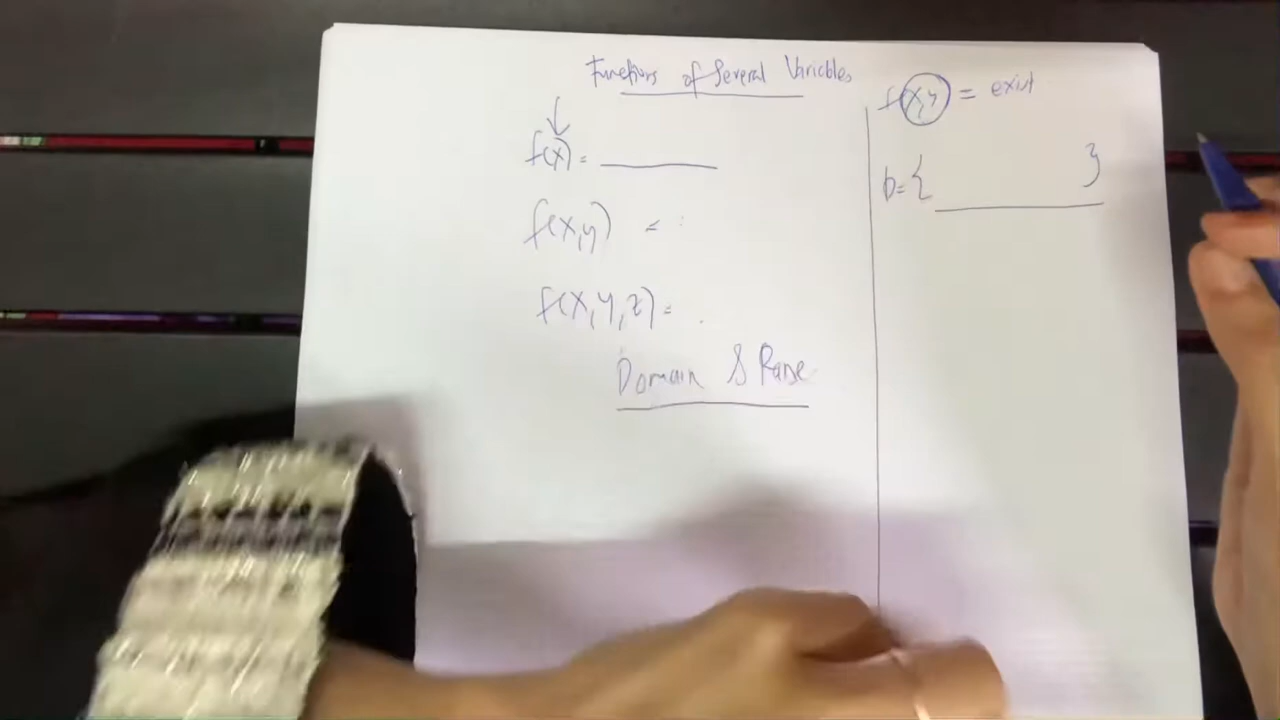 Functions of Several Variables
f(x) =
f(x,y) =
f(x,y,z) =
Domain & Range
f(x,y) = exist
D = { }